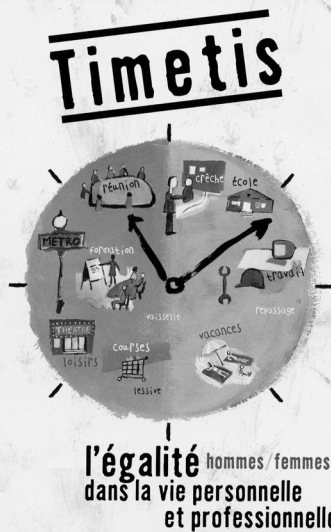 Timetis
réunion
crèche
école
METRO
formation
travail
vaisselle
repassage
THEATRE
loisirs
courses
vacances
lessive
l'égalité hommes/femmes
dans la vie personnelle
et professionnelle